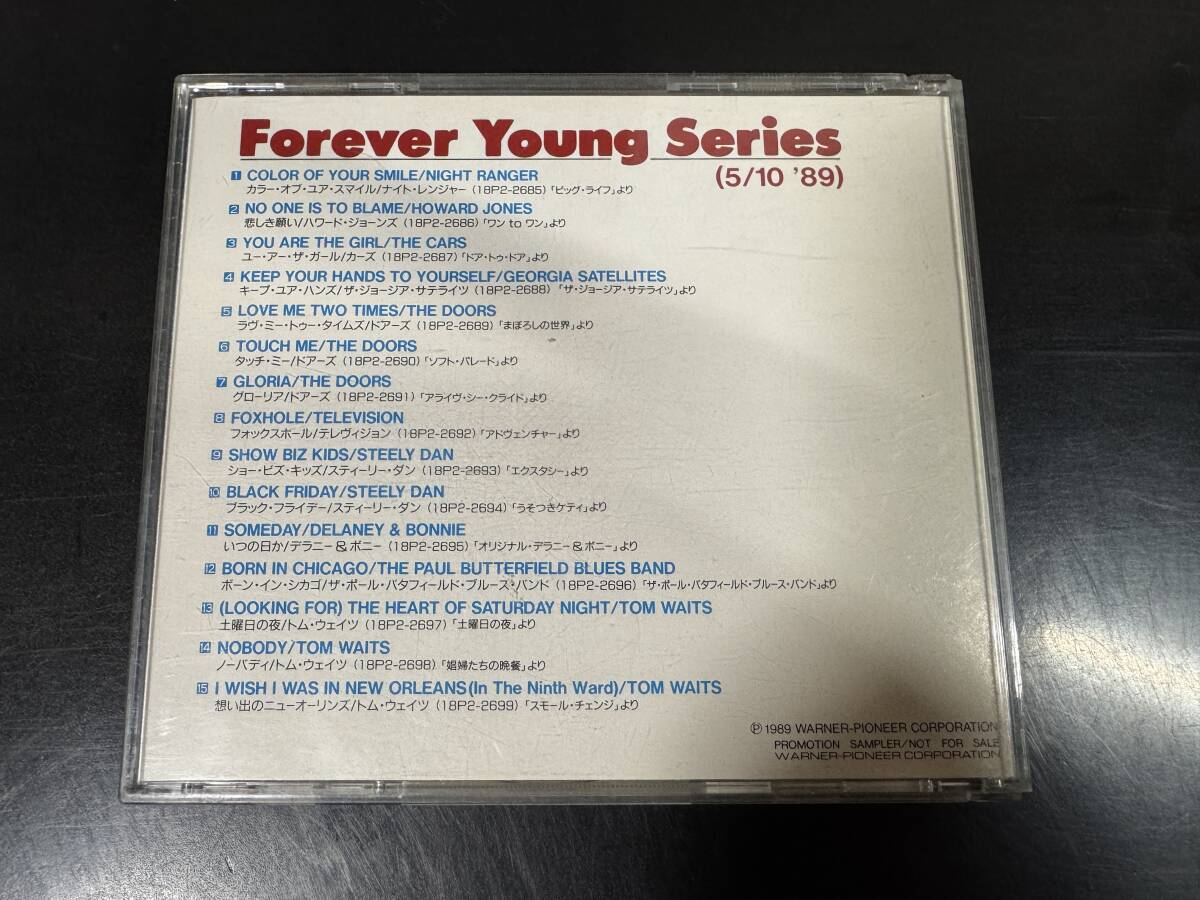 Forever Young Series
(5/10 '89)
1 COLOR OF YOUR SMILE/NIGHT RANGER
カラー・オブ・ユア・スマイル/ナイト・レンジャー (18P2-2685)「ビッグ・ライフ」より
2 NO ONE IS TO BLAME/HOWARD JONES
悲しき願い/ハワード・ジョーンズ (18P2-2686)「ワン to ワン」より
3 YOU ARE THE GIRL/THE CARS
ユー・アー・ザ・ガール/カーズ (18P2-2687)「ドア・トゥ・ドア」より
4 KEEP YOUR HANDS TO YOURSELF/GEORGIA SATELLITES
キープ・ユア・ハンズ/ザ・ジョージア・サテライツ (18P2-2688) 「ザ・ジョージア・サテライツ」より
5 LOVE ME TWO TIMES/THE DOORS
ラヴ・ミー・トゥー・タイムズ/ドアーズ (18P2-2689)「まぼろしの世界」より
6 TOUCH ME/THE DOORS
タッチ・ミー/ドアーズ (18P2-2690)「ソフト・パレード」より
7 GLORIA/THE DOORS
グローリア/ドアーズ (18P2-2691)「アライヴ・シー・クライド」より
8 FOXHOLE/TELEVISION
フォックスホール/テレヴィジョン (18P2-2692)「アドヴェンチャー」より
9 SHOW BIZ KIDS/STEELY DAN
ショー・ビズ・キッズ/スティーリー・ダン (18P2-2693)「エクスタシー」より
10 BLACK FRIDAY/STEELY DAN
ブラック・フライデー/スティーリー・ダン (18P2-2694)「うそつきケティ」より
11 SOMEDAY/DELANEY & BONNIE
いつの日か/デラニー&ボニー (18P2-2695)「オリジナル・デラニー&ボニー」より
12 BORN IN CHICAGO/THE PAUL BUTTERFIELD BLUES BAND
ボーン・イン・シカゴ/ザ・ポール・バタフィールド・ブルース・バンド (18P2-2696)「ザ・ポール・バタフィールド・ブルース・バンド」より
13 (LOOKING FOR) THE HEART OF SATURDAY NIGHT/TOM WAITS
土曜日の夜/トム・ウェイツ (18P2-2697)「土曜日の夜」より
14 NOBODY/TOM WAITS
ノーバディ/トム・ウェイツ (18P2-2698)「娼婦たちの晩餐」より
15 I WISH I WAS IN NEW ORLEANS(In The Ninth Ward)/TOM WAITS
想い出のニューオーリンズ/トム・ウェイツ (18P2-2699)「スモール・チェンジ」より
Ⓟ 1989 WARNER-PIONEER CORPORATION
PROMOTION SAMPLER/NOT FOR SALE
WARNER-PIONEER CORPORATION